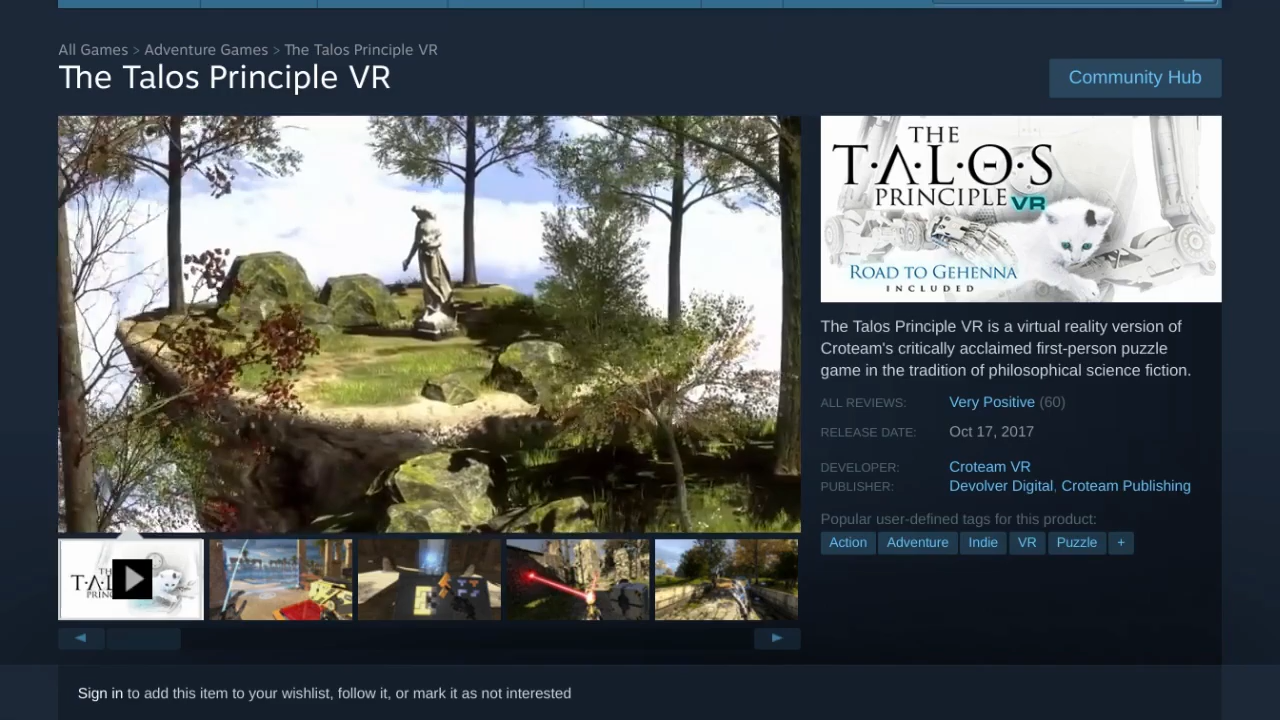 All Games > Adventure Games > The Talos Principle VR
The Talos Principle VR
Community Hub
THE
TALOS
PRINCIPLE VR
ROAD TO GEHENNA
INCLUDED
The Talos Principle VR is a virtual reality version of
Croteam's critically acclaimed first-person puzzle
game in the tradition of philosophical science fiction.
ALL REVIEWS: Very Positive (60)
RELEASE DATE: Oct 17, 2017
DEVELOPER: Croteam VR
PUBLISHER: Devolver Digital, Croteam Publishing
Popular user-defined tags for this product:
Action Adventure Indie VR Puzzle +
Sign in to add this item to your wishlist, follow it, or mark it as not interested